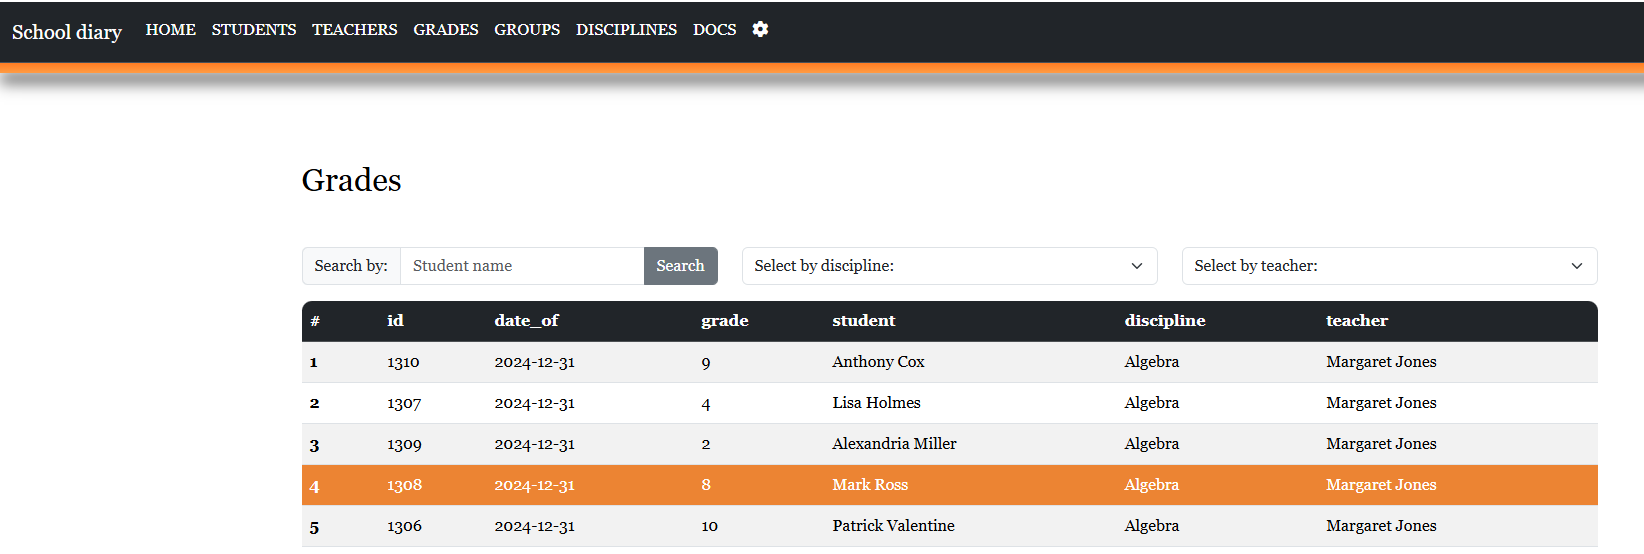 School diary HOME STUDENTS TEACHERS GRADES GROUPS DISCIPLINES DOCS
Grades
Search by: Student name Search Select by discipline: Select by teacher:
# id date_of grade student discipline teacher
1 1310 2024-12-31 9 Anthony Cox Algebra Margaret Jones
2 1307 2024-12-31 4 Lisa Holmes Algebra Margaret Jones
3 1309 2024-12-31 2 Alexandria Miller Algebra Margaret Jones
4 1308 2024-12-31 8 Mark Ross Algebra Margaret Jones
5 1306 2024-12-31 10 Patrick Valentine Algebra Margaret Jones